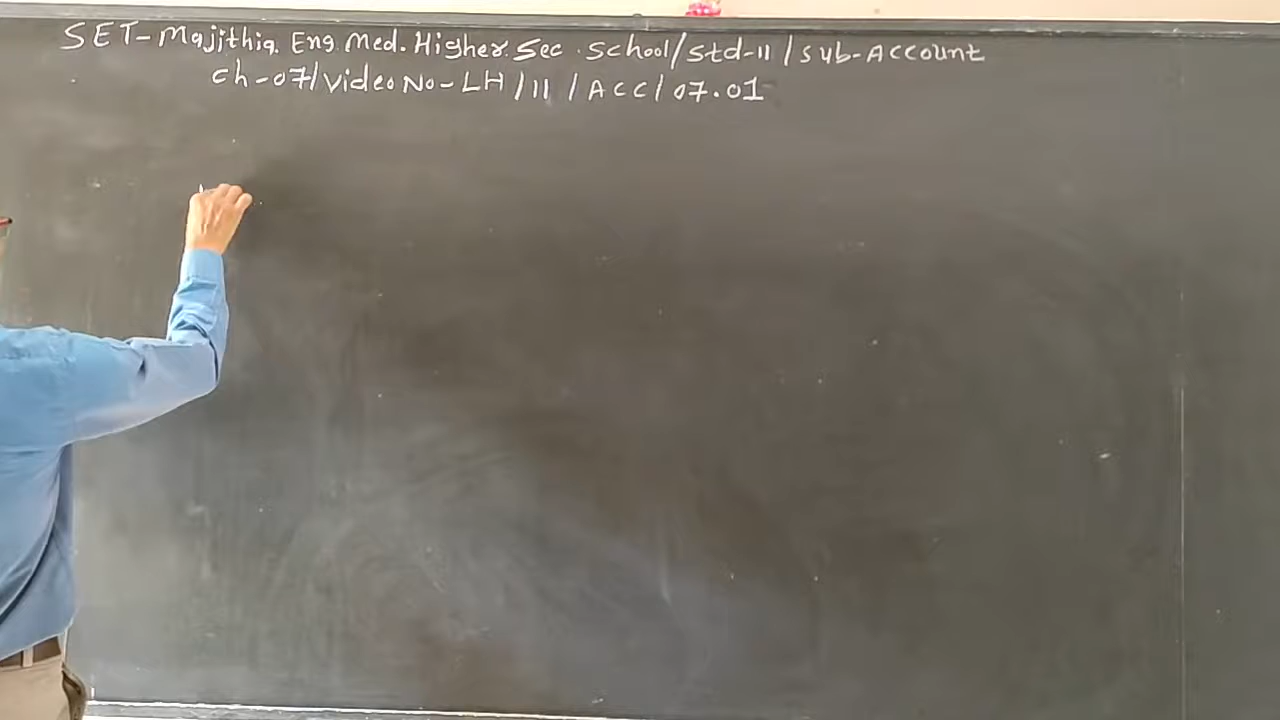 SET-Majithia Eng. Med. Higher. Sec. School/Std-11/Sub-Account
Ch-07/Video No-LH/11/ACC/07.01